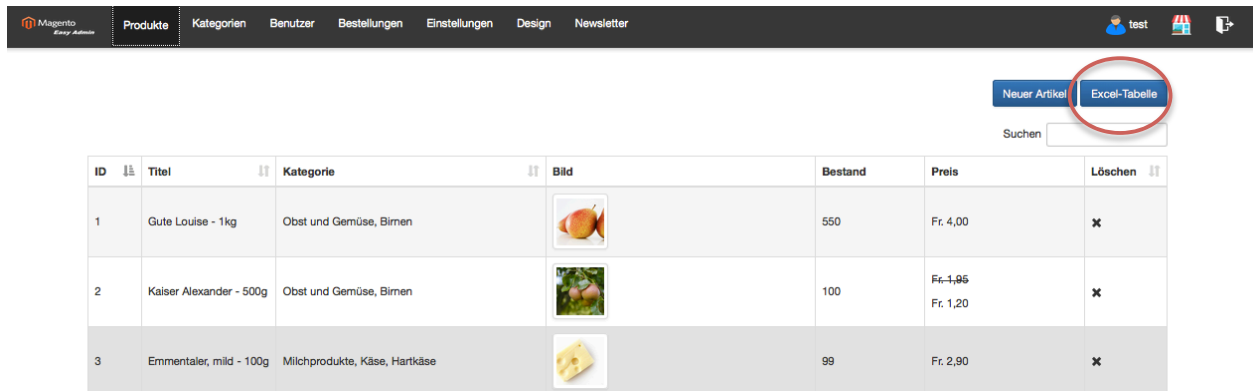 Magento
Easy Admin
Produkte Kategorien Benutzer Bestellungen Einstellungen Design Newsletter test
Neuer Artikel Excel-Tabelle
Suchen
ID Titel Kategorie Bild Bestand Preis Löschen
1 Gute Louise - 1kg Obst und Gemüse, Birnen 550 Fr. 4,00
2 Kaiser Alexander - 500g Obst und Gemüse, Birnen 100 Fr. 1,95
Fr. 1,20
3 Emmentaler, mild - 100g Milchprodukte, Käse, Hartkäse 99 Fr. 2,90